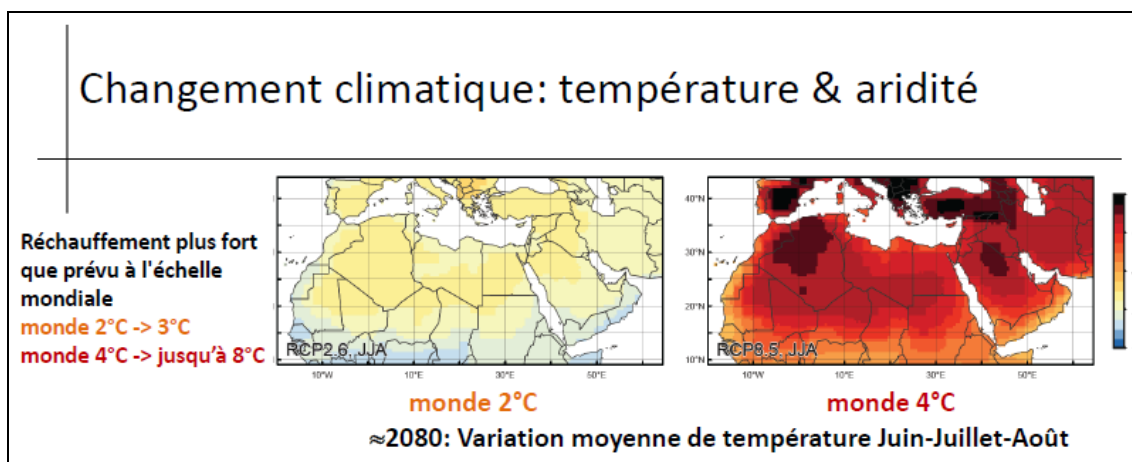 Changement climatique: température & aridité
Réchauffement plus fort
que prévu à l'échelle
mondiale
monde 2°C -> 3°C
monde 4°C -> jusqu'à 8°C
RCP2.6, JJA
10°W 10°E 30°E 50°E
40°N
30°N
20°N
10°N
RCP8.5, JJA
10°W 10°E 30°E 50°E
monde 2°C
monde 4°C
≈2080: Variation moyenne de température Juin-Juillet-Août